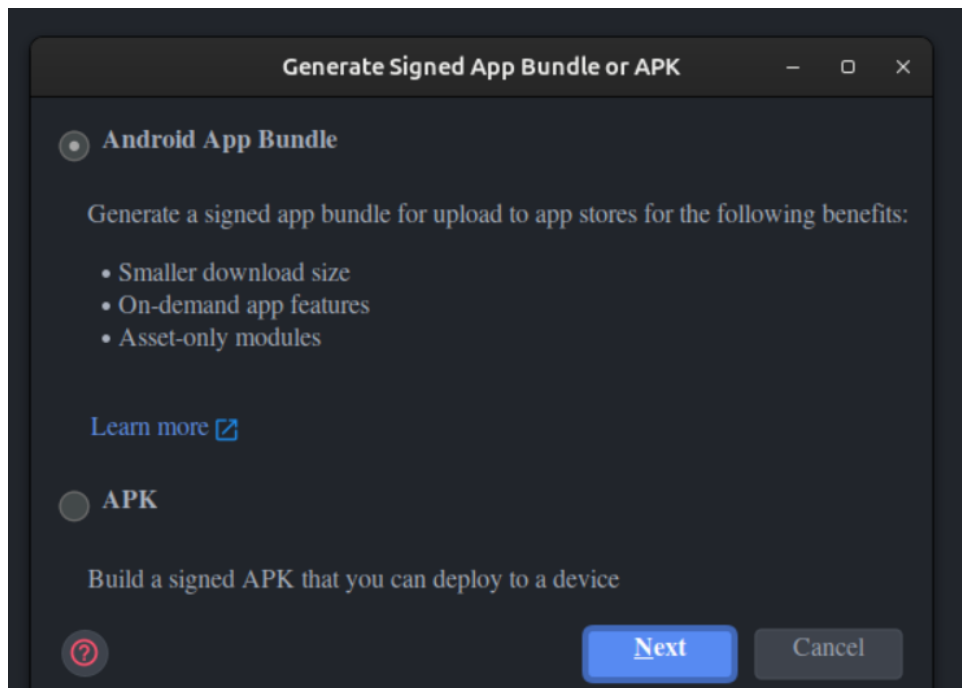 Generate Signed App Bundle or APK
Android App Bundle
Generate a signed app bundle for upload to app stores for the following benefits:
• Smaller download size
• On-demand app features
• Asset-only modules
Learn more
APK
Build a signed APK that you can deploy to a device
?
Next
Cancel